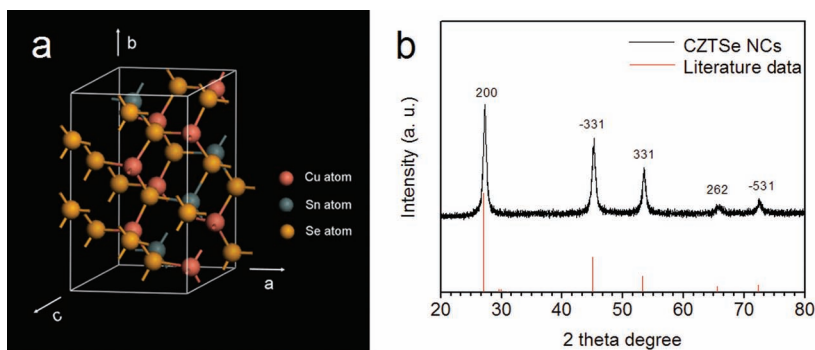 a
b
a
c
Cu atom
Sn atom
Se atom
b
CZTSe NCs
Literature data
200
-331
331
262
-531
Intensity (a. u.)
20 30 40 50 60 70 80
2 theta degree